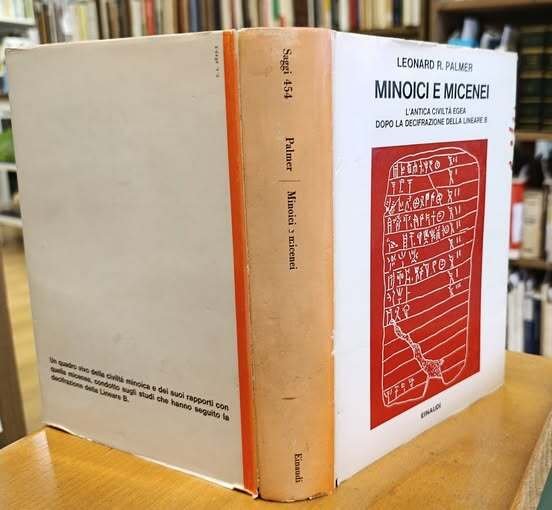 LEONARD R. PALMER
MINOICI E MICENEI
L'ANTICA CIVILTÀ EGEA
DOPO LA DECIFRAZIONE DELLA LINEARE B
EINAUDI
Saggi 454
Palmer
Minoici e micenei
Einaudi
Un quadro vivo della civiltà minoica e dei suoi rapporti con
quella micenea, condotto sugli studi che hanno seguito la
decifrazione della Lineare B.